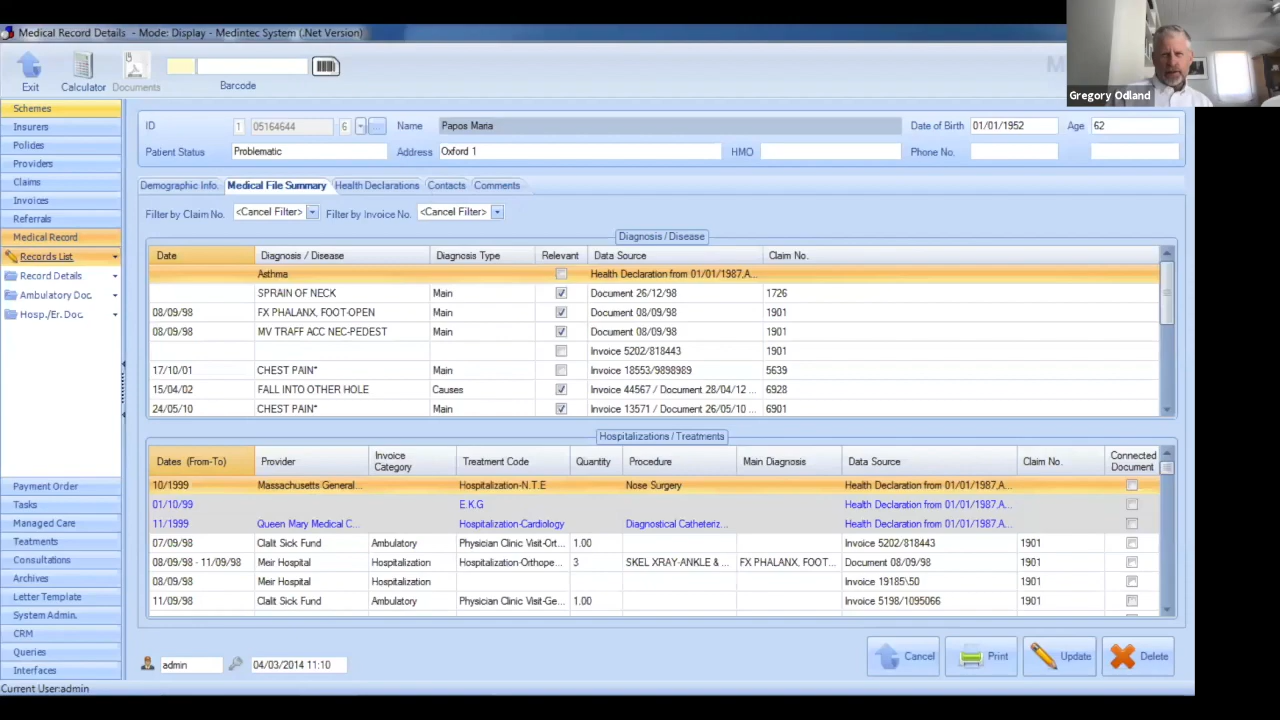 Medical Record Details - Mode: Display - Medintec System (.Net Version)
Gregory Odland
Exit
Calculator
Documents
Barcode
Schemes
Insurers
Policies
Providers
Claims
Invoices
Referrals
Medical Record
Records List
Record Details
Ambulatory Doc.
Hosp./Er. Doc.
Payment Order
Tasks
Managed Care
Teatments
Consultations
Archives
Letter Template
System Admin.
CRM
Queries
Interfaces
ID 1 05164644 6 Name Papos Maria Date of Birth 01/01/1952 Age 62
Patient Status Problematic Address Oxford 1 HMO Phone No.
Demographic Info. Medical File Summary Health Declarations Contacts Comments
Filter by Claim No. <Cancel Filter> Filter by Invoice No. <Cancel Filter>
Diagnosis / Disease
Date Diagnosis / Disease Diagnosis Type Relevant Data Source Claim No.
Asthma Health Declaration from 01/01/1987,A...
SPRAIN OF NECK Main Document 26/12/98 1726
08/09/98 FX PHALANX, FOOT-OPEN Main Document 08/09/98 1901
08/09/98 MV TRAFF ACC NEC-PEDEST Main Document 08/09/98 1901
Invoice 5202/818443 1901
17/10/01 CHEST PAIN* Main Invoice 18553/9898989 5639
15/04/02 FALL INTO OTHER HOLE Causes Invoice 44567 / Document 28/04/12 ... 6928
24/05/10 CHEST PAIN* Main Invoice 13571 / Document 26/05/10 ... 6901
Hospitalizations / Treatments
Dates (From-To) Provider Invoice Category Treatment Code Quantity Procedure Main Diagnosis Data Source Claim No. Connected Document
10/1999 Massachusetts General... Hospitalization-N.T.E Nose Surgery Health Declaration from 01/01/1987,A...
01/10/99 E.K.G Health Declaration from 01/01/1987,A...
11/1999 Queen Mary Medical C... Hospitalization-Cardiology Diagnostical Catheteriz... Health Declaration from 01/01/1987,A...
07/09/98 Clalit Sick Fund Ambulatory Physician Clinic Visit-Ort... 1.00 Invoice 5202/818443 1901
08/09/98 - 11/09/98 Meir Hospital Hospitalization Hospitalization-Orthope... 3 SKEL XRAY-ANKLE & ... FX PHALANX, FOOT... Document 08/09/98 1901
08/09/98 Meir Hospital Hospitalization Invoice 19185\50 1901
11/09/98 Clalit Sick Fund Ambulatory Physician Clinic Visit-Ge... 1.00 Invoice 5198/1095066 1901
admin 04/03/2014 11:10
Cancel Print Update Delete
Current User:admin